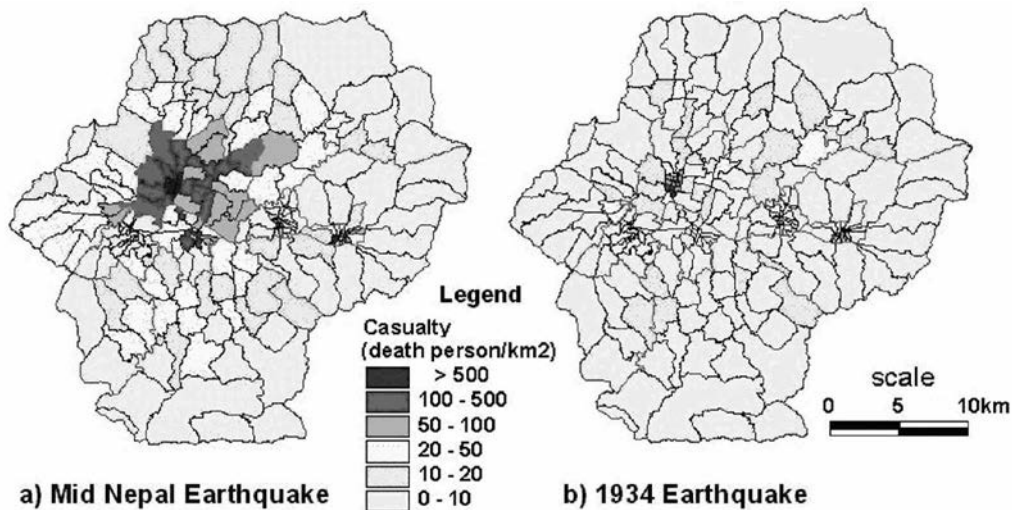 Legend
Casualty
(death person/km2)
> 500
100 - 500
50 - 100
20 - 50
10 - 20
0 - 10
scale
0 5 10km
a) Mid Nepal Earthquake
b) 1934 Earthquake